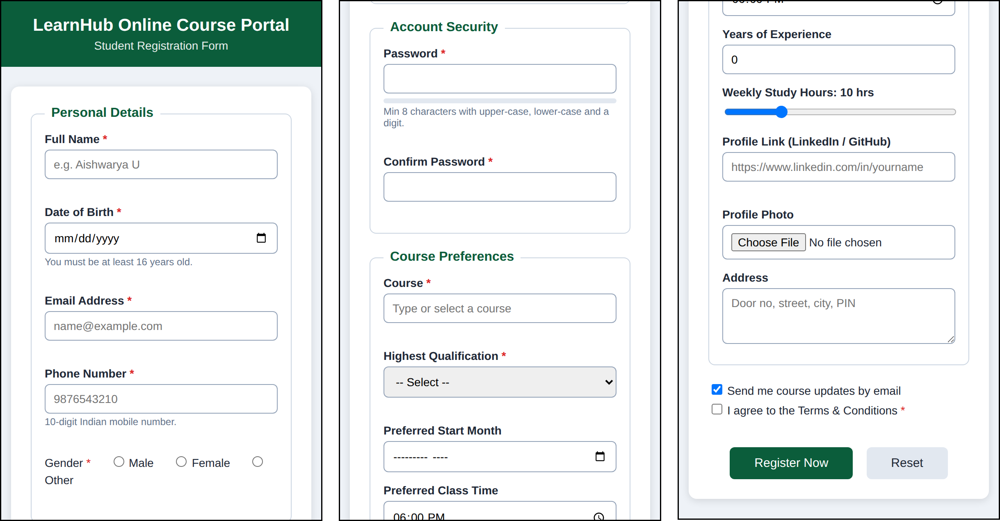 LearnHub Online Course Portal
Student Registration Form
Personal Details
Full Name *
e.g. Aishwarya U
Date of Birth *
mm/dd/yyyy
You must be at least 16 years old.
Email Address *
name@example.com
Phone Number *
9876543210
10-digit Indian mobile number.
Gender * Male Female
Other
Account Security
Password *
Min 8 characters with upper-case, lower-case and a
digit.
Confirm Password *
Course Preferences
Course *
Type or select a course
Highest Qualification *
-- Select --
Preferred Start Month
--------- ----
Preferred Class Time
06:00 PM
Years of Experience
0
Weekly Study Hours: 10 hrs
Profile Link (LinkedIn / GitHub)
https://www.linkedin.com/in/yourname
Profile Photo
Choose File No file chosen
Address
Door no, street, city, PIN
Send me course updates by email
I agree to the Terms & Conditions *
Register Now
Reset